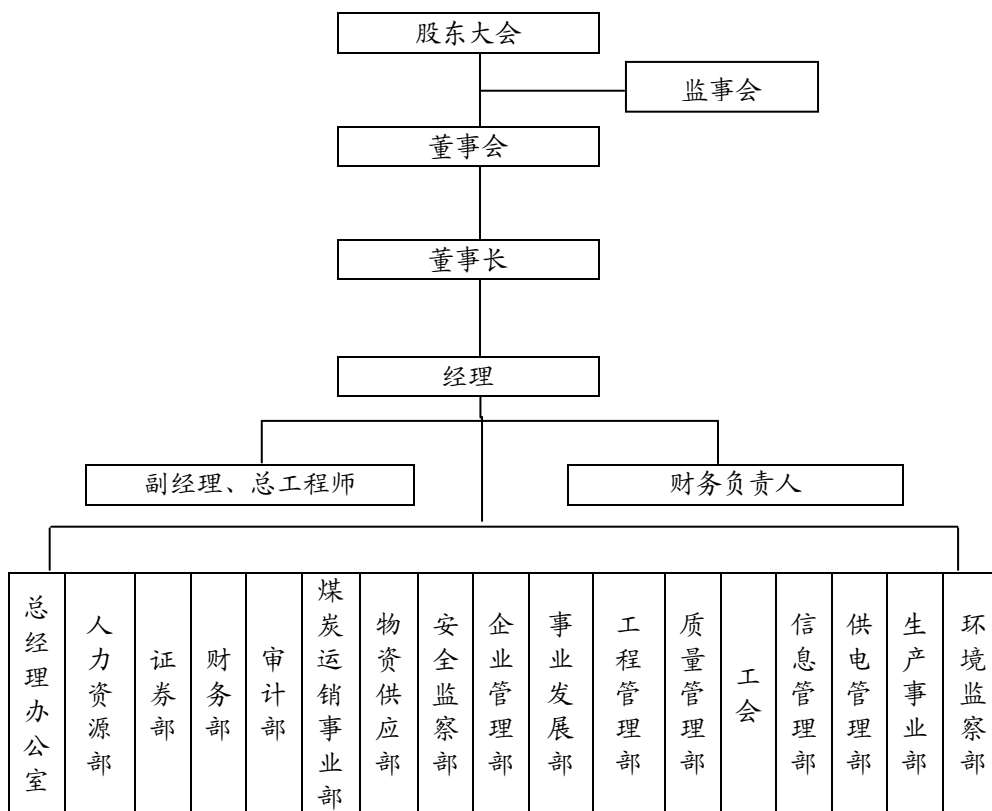 股东大会
监事会
董事会
董事长
经理
副经理、总工程师
财务负责人
总经理办公室
人力资源部
证券部
财务部
审计部
煤炭运销事业部
物资供应部
安全监察部
企业管理部
事业发展部
工程管理部
质量管理部
工会
信息管理部
供电管理部
生产事业部
环境监察部